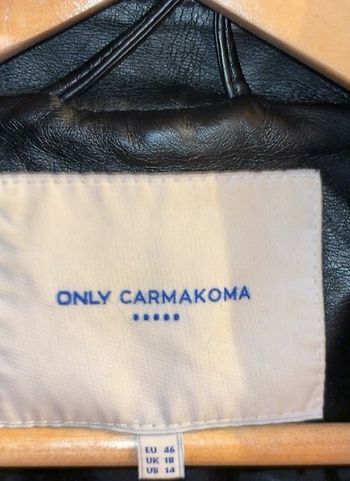 ONLY CARMAKOMA
EU 46
UK 18
US 14